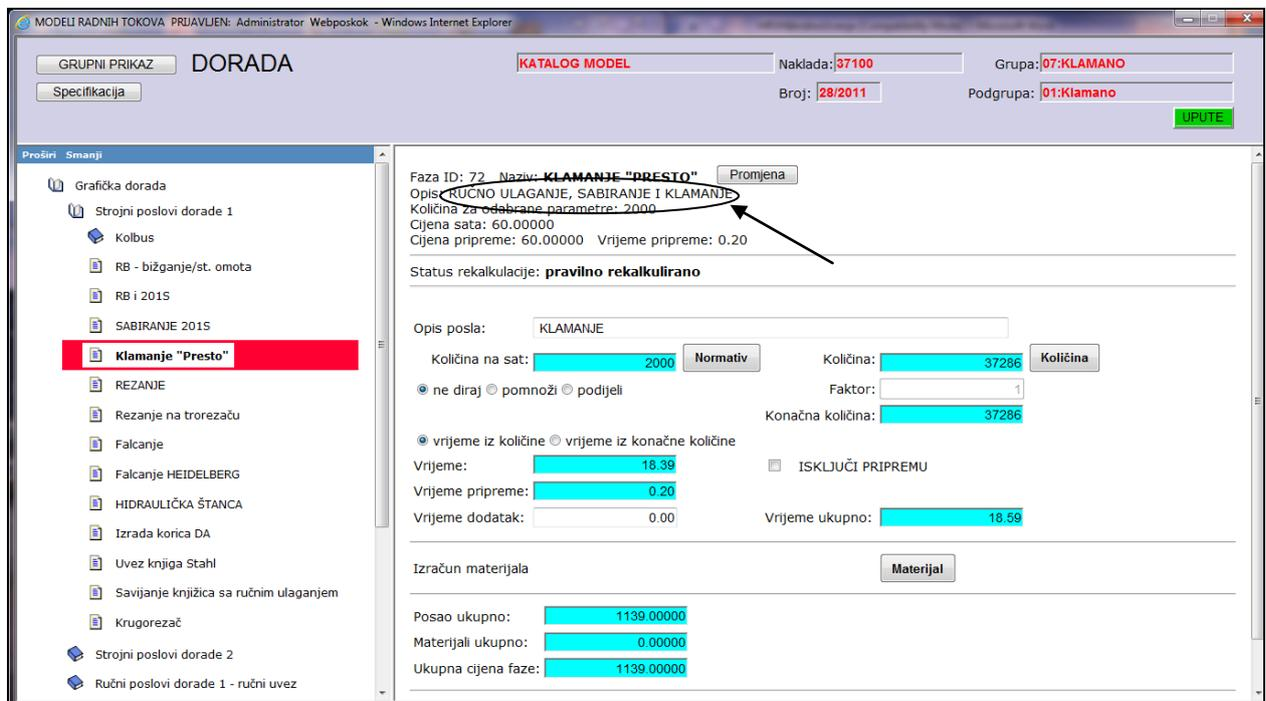 MODELI RADNIH TOKOVA PRIJAVLJEN: Administrator Webposkok - Windows Internet Explorer
GRUPNI PRIKAZ DORADA KATALOG MODEL Naklada: 37100 Grupa: 07:KLAMANO
Specifikacija Broj: 28/2011 Podgrupa: 01:Klamano
UPUTE
Proširi Smanji
Grafička dorada
Strojni poslovi dorade 1
Kolbus
RB - bižganje/st. omota
RB i 201S
SABIRANJE 201S
Klamanje "Presto"
REZANJE
Rezanje na trorezaču
Falcanje
Falcanje HEIDELBERG
HIDRAULIČKA ŠTANCA
Izrada korica DA
Uvez knjiga Stahl
Savijanje knjižica sa ručnim ulaganjem
Krugorezač
Strojni poslovi dorade 2
Ručni poslovi dorade 1 - ručni uvez
Faza ID: 72 Naziv: KLAMANJE "PRESTO" Promjena
Opis: RUČNO ULAGANJE, SABIRANJE I KLAMANJE
Količina za odabrane parametre: 2000
Cijena sata: 60.00000
Cijena pripreme: 60.00000 Vrijeme pripreme: 0.20
Status rekalkulacije: pravilno rekalkulirano
Opis posla: KLAMANJE
Količina na sat: 2000 Normativ Količina: 37286 Količina
ne diraj pomnoži podijeli Faktor: 1
Konačna količina: 37286
vrijeme iz količine vrijeme iz konačne količine
Vrijeme: 18.39 ISKLJUČI PRIPREMU
Vrijeme pripreme: 0.20
Vrijeme dodatak: 0.00 Vrijeme ukupno: 18.59
Izračun materijala Materijal
Posao ukupno: 1139.00000
Materijali ukupno: 0.00000
Ukupna cijena faze: 1139.00000